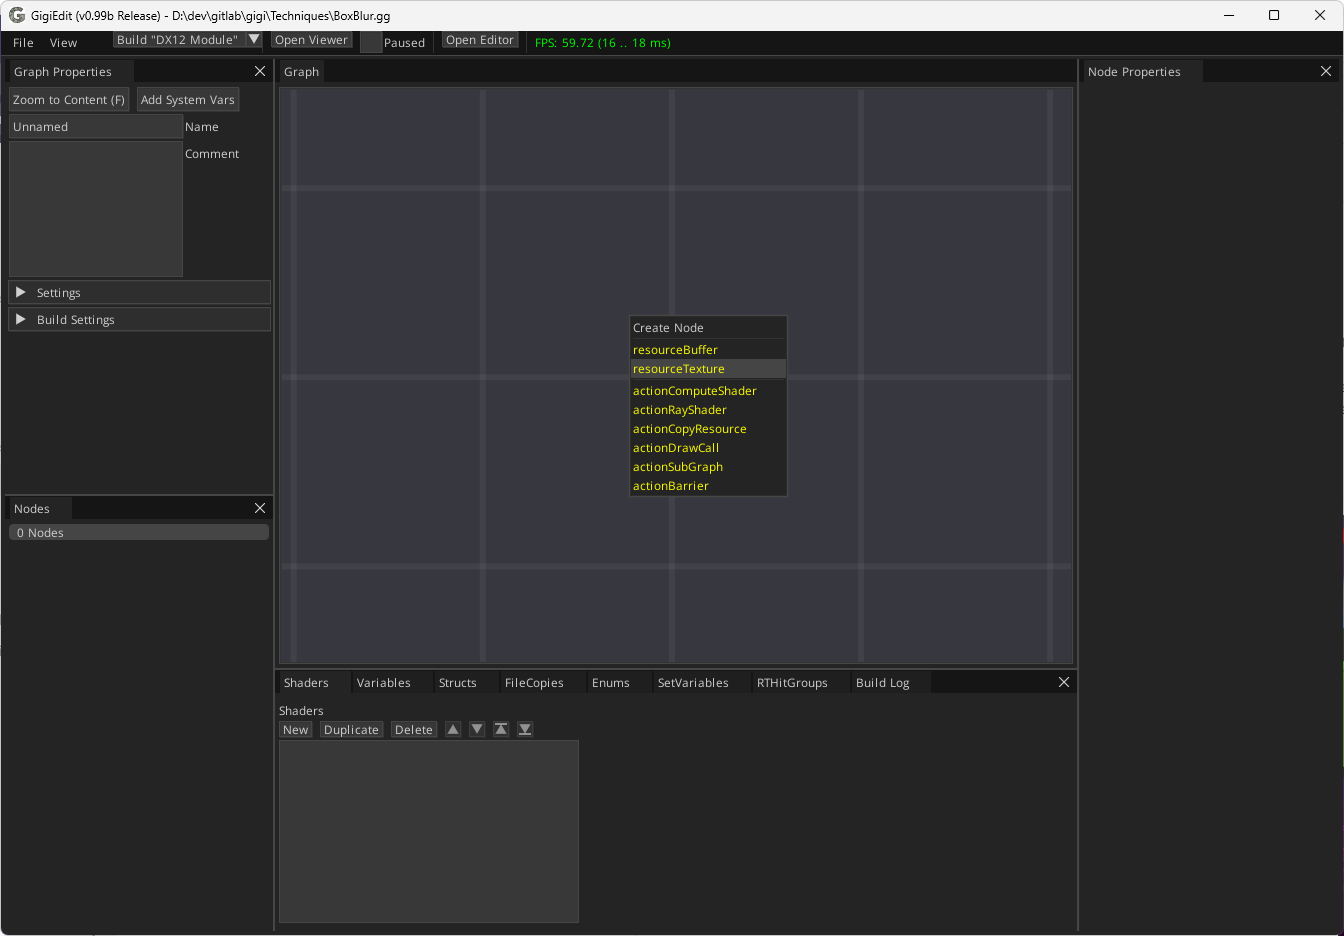 GigiEdit (v0.99b Release) - D:\dev\gitlab\gigi\Techniques\BoxBlur.gg
File View Build "DX12 Module" Open Viewer Paused Open Editor FPS: 59.72 (16 .. 18 ms)
Graph Properties
Zoom to Content (F) Add System Vars
Unnamed Name
Comment
Settings
Build Settings
Nodes
0 Nodes
Graph
Create Node
resourceBuffer
resourceTexture
actionComputeShader
actionRayShader
actionCopyResource
actionDrawCall
actionSubGraph
actionBarrier
Shaders Variables Structs FileCopies Enums SetVariables RTHitGroups Build Log
Shaders
New Duplicate Delete
Node Properties